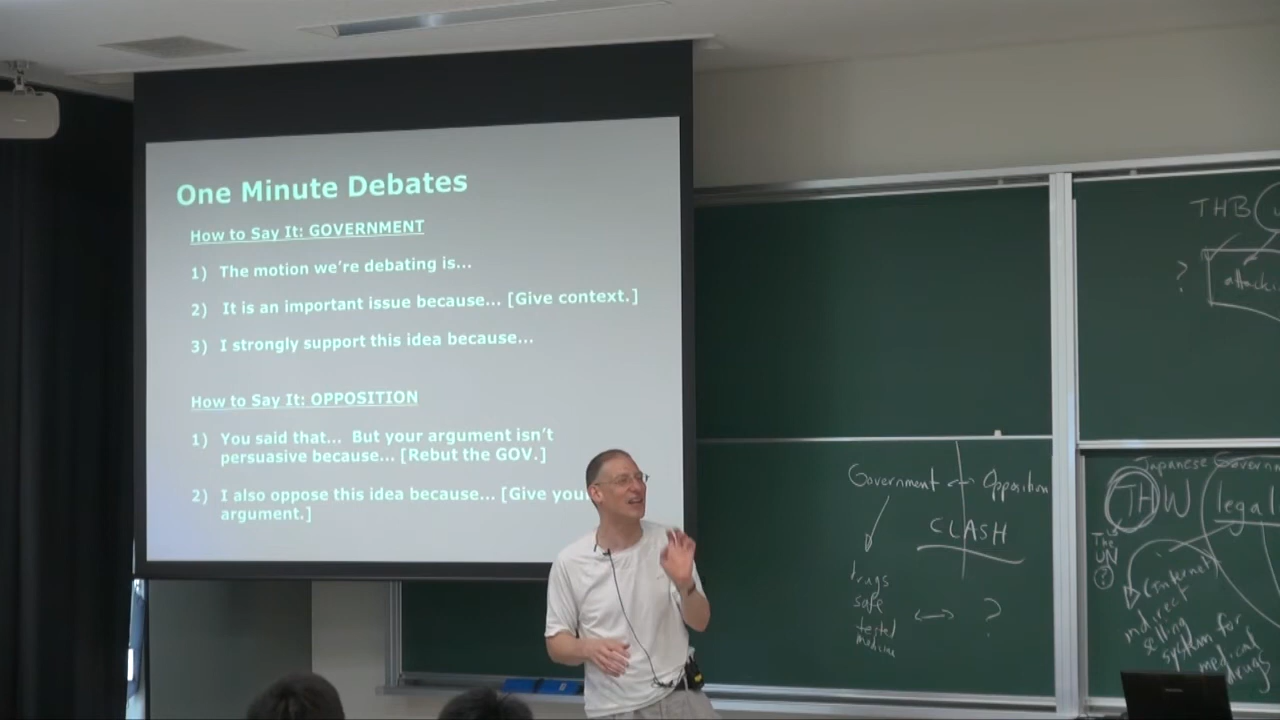 One Minute Debates
How to Say It: GOVERNMENT
1) The motion we're debating is...
2) It is an important issue because... [Give context.]
3) I strongly support this idea because...
How to Say It: OPPOSITION
1) You said that... But your argument isn't
persuasive because... [Rebut the GOV.]
2) I also oppose this idea because... [Give
argument.]
Government Opposition
CLASH
drugs
safe
tested
medicine
?
THB
?
Japanese
THW legal
is
The
UN
?
(internet)
indirect
selling
system for
medical
drugs